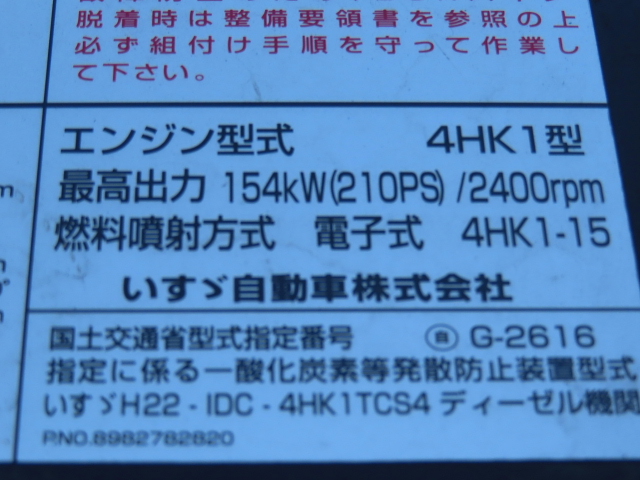 脱着時は整備要領書を参照の上
必ず組付け手順を守って作業し
て下さい。
エンジン型式 4HK1型
最高出力 154kW(210PS)/2400rpm
燃料噴射方式 電子式 4HK1-15
いすゞ自動車株式会社
国土交通省型式指定番号 ㊀自 G-2616
指定に係る一酸化炭素等発散防止装置型式
いすゞH22-IDC-4HK1TCS4 ディーゼル機関
P.NO.8982782820